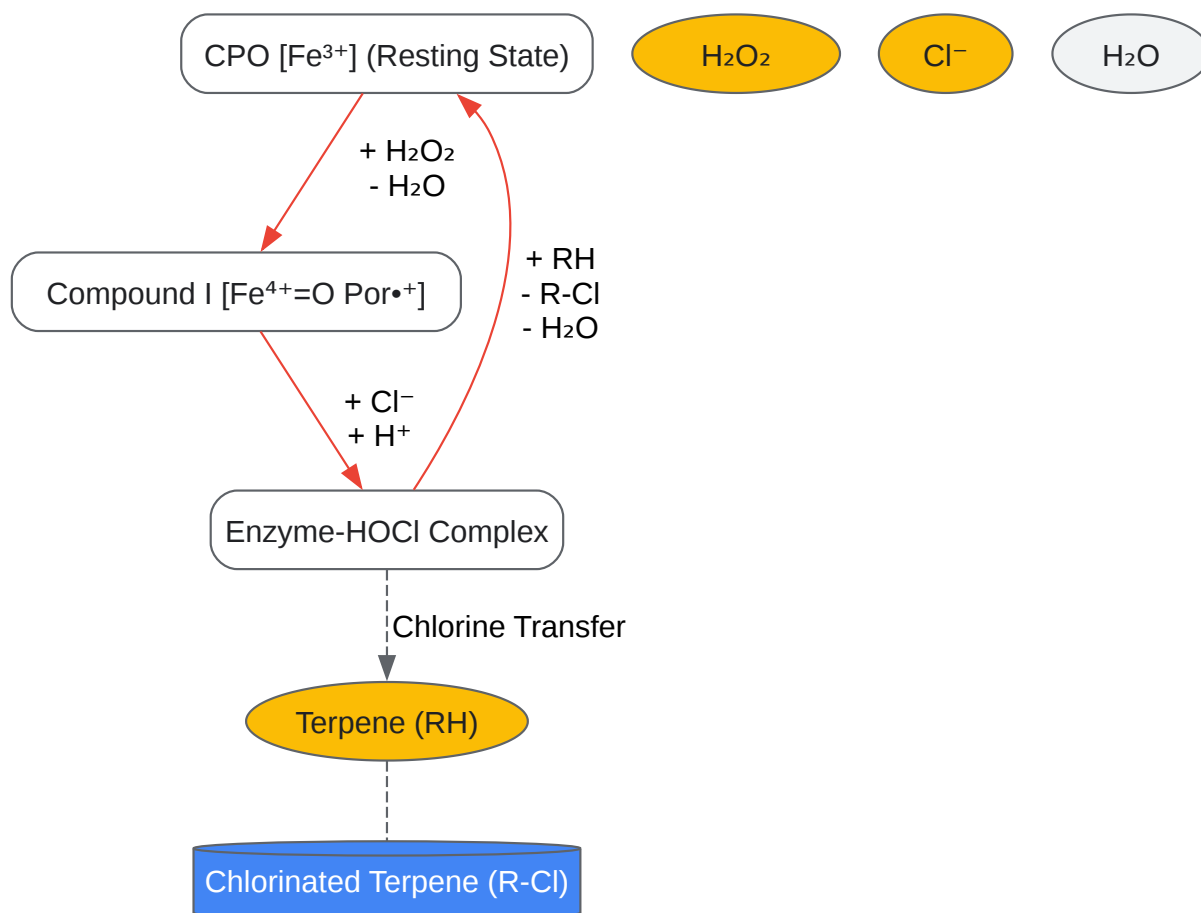 CPO [Fe³⁺] (Resting State)
H₂O₂
Cl⁻
H₂O
+ H₂O₂
- H₂O
Compound I [Fe⁴⁺=O Por•⁺]
+ RH
- R-Cl
- H₂O
+ Cl⁻
+ H⁺
Enzyme-HOCl Complex
Chlorine Transfer
Terpene (RH)
Chlorinated Terpene (R-Cl)